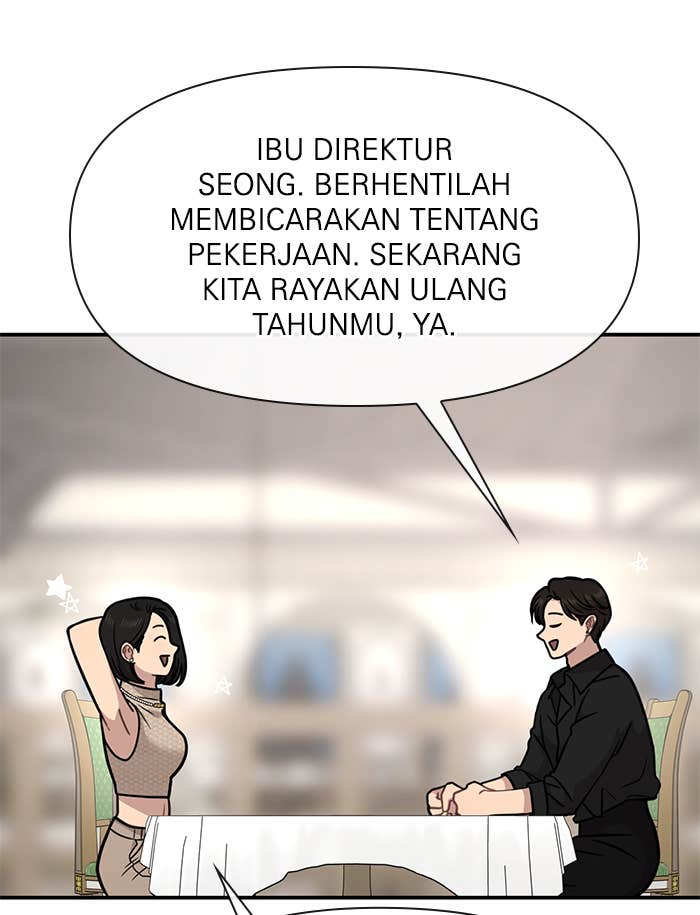 IBU DIREKTUR
SEONG. BERHENTILAH
MEMBICARAKAN TENTANG
PEKERJAAN. SEKARANG
KITA RAYAKAN ULANG
TAHUNMU, YA.